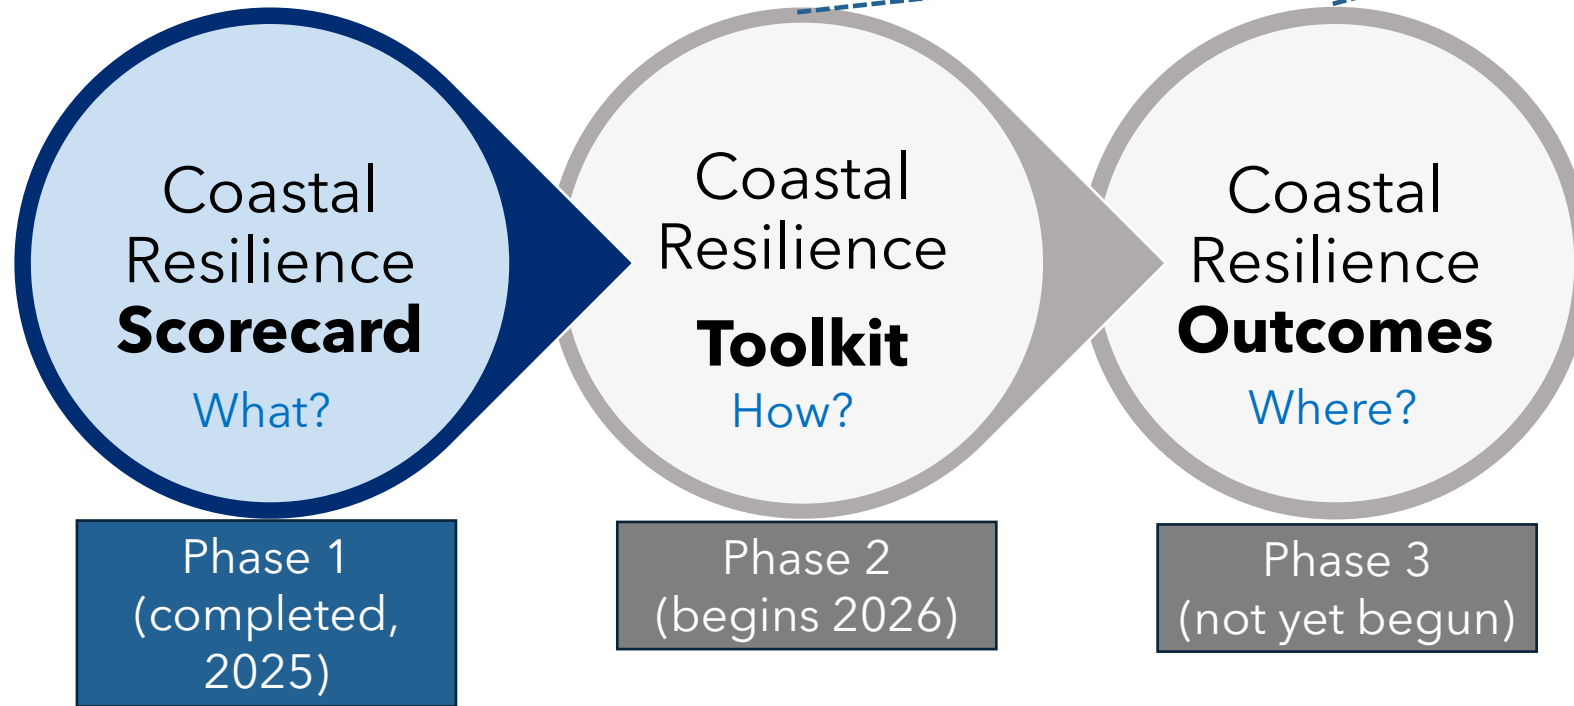 Coastal
Resilience
Scorecard
What?
Phase 1
(completed,
2025)
Coastal
Resilience
Toolkit
How?
Phase 2
(begins 2026)
Coastal
Resilience
Outcomes
Where?
Phase 3
(not yet begun)